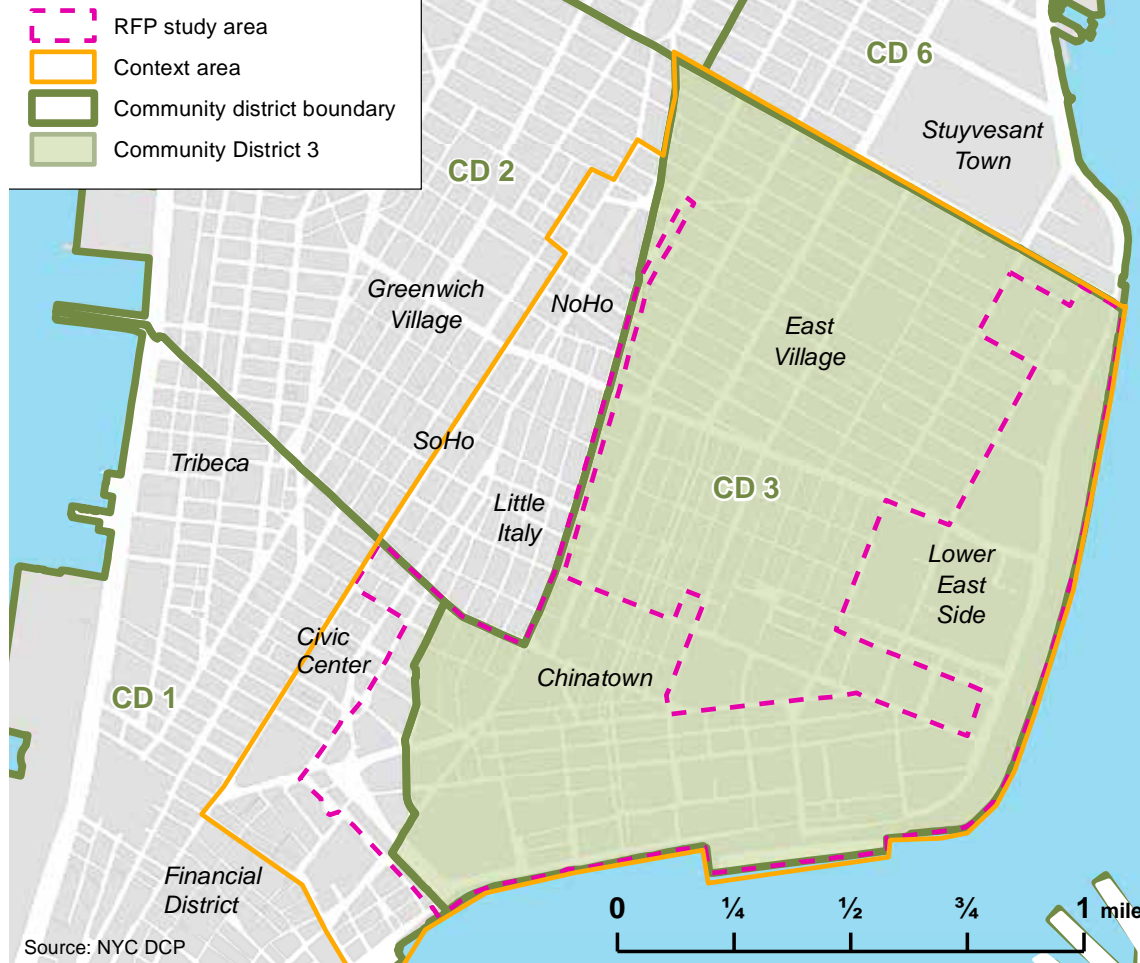 RFP study area
Context area
Community district boundary
Community District 3
CD 6
Stuyvesant
Town
CD 2
Greenwich
Village
NoHo
East
Village
SoHo
Tribeca
CD 3
Little
Italy
Lower
East
Side
Civic
Center
Chinatown
CD 1
Financial
District
0 ¼ ½ ¾ 1 mile
Source: NYC DCP